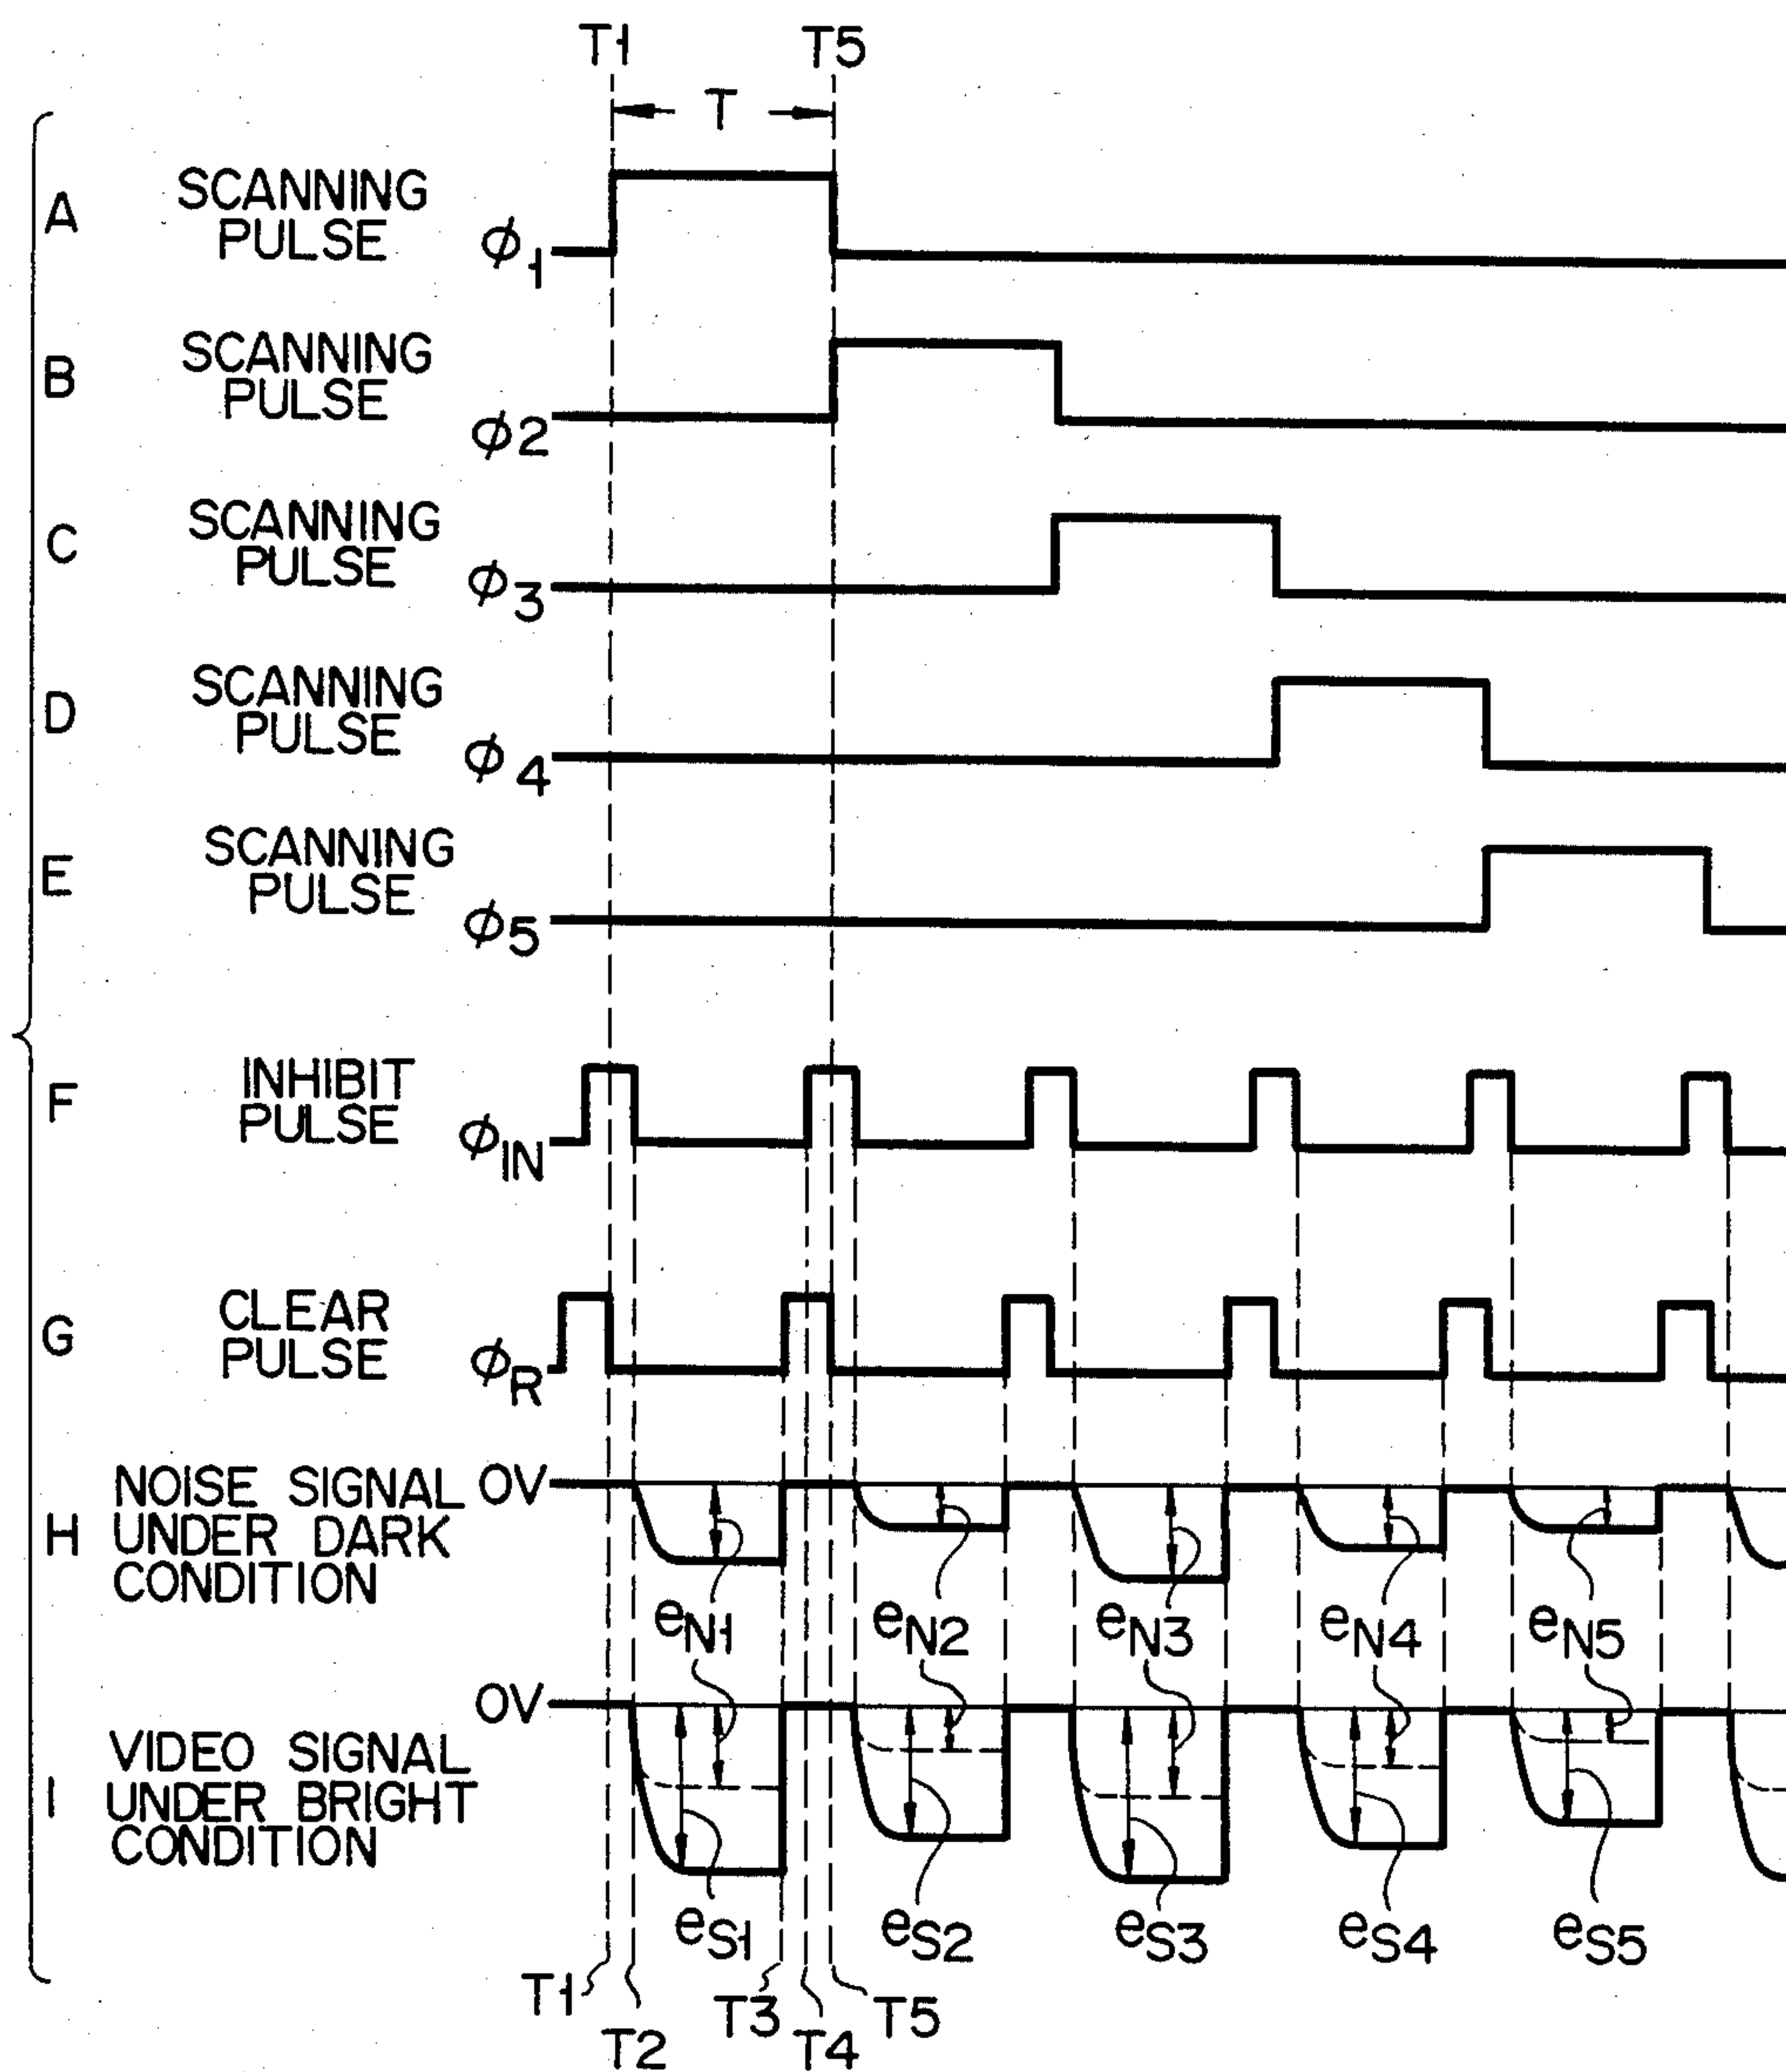 T1 T5
T
A SCANNING PULSE ϕ1
B SCANNING PULSE ϕ2
C SCANNING PULSE ϕ3
D SCANNING PULSE ϕ4
E SCANNING PULSE ϕ5
F INHIBIT PULSE ϕIN
G CLEAR PULSE ϕR
H NOISE SIGNAL UNDER DARK CONDITION 0V
eN1 eN2 eN3 eN4 eN5
I VIDEO SIGNAL UNDER BRIGHT CONDITION 0V
eS1 eS2 eS3 eS4 eS5
T1 T2 T3 T4 T5